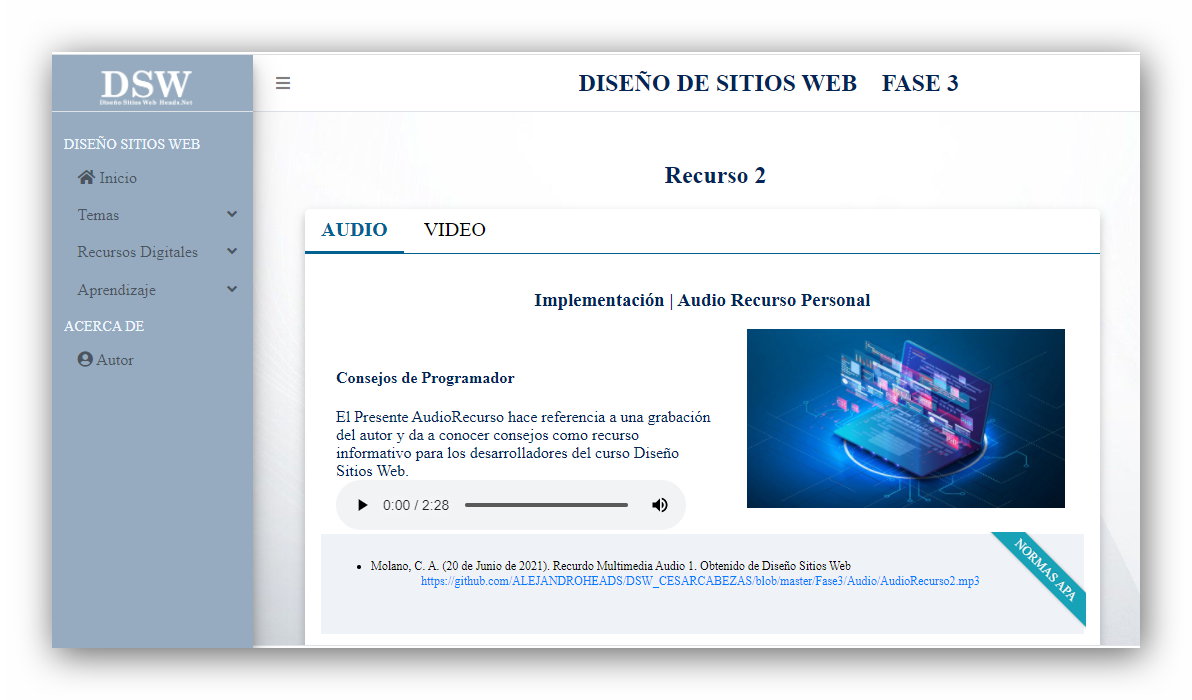 DSW
Diseño Sitios Web Heads.Net
DISEÑO DE SITIOS WEB FASE 3
DISEÑO SITIOS WEB
Inicio
Temas
Recursos Digitales
Aprendizaje
ACERCA DE
Autor
Recurso 2
AUDIO VIDEO
Implementación | Audio Recurso Personal
Consejos de Programador
El Presente AudioRecurso hace referencia a una grabación
del autor y da a conocer consejos como recurso
informativo para los desarrolladores del curso Diseño
Sitios Web.
0:00 / 2:28
NORMAS APA
• Molano, C. A. (20 de Junio de 2021). Recurdo Multimedia Audio 1. Obtenido de Diseño Sitios Web
https://github.com/ALEJANDROHEADS/DSW_CESARCABEZAS/blob/master/Fase3/Audio/AudioRecurso2.mp3